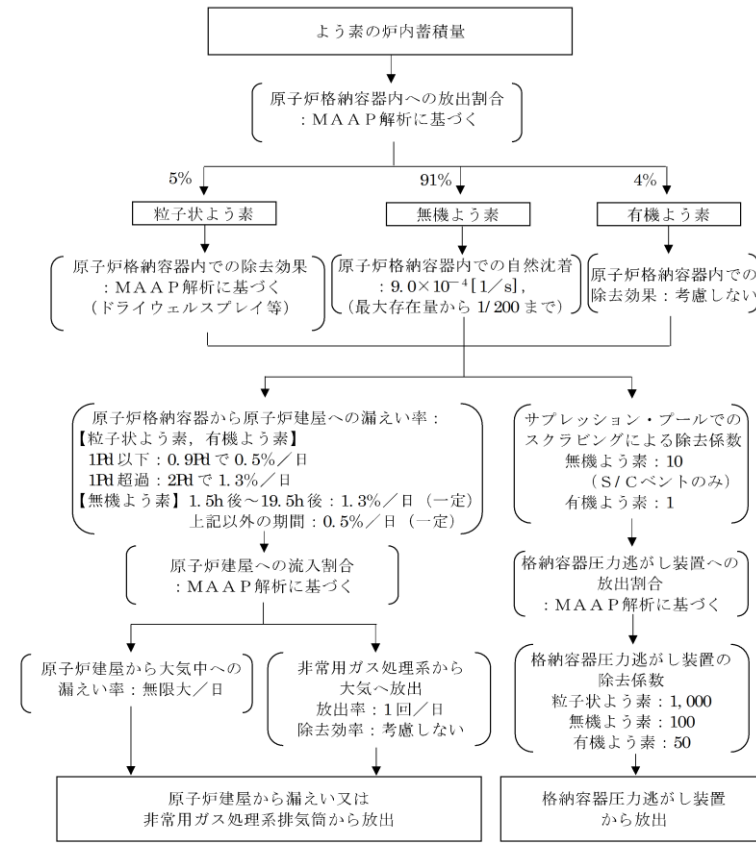 よう素の炉内蓄積量
原子炉格納容器内への放出割合
：ＭＡＡＰ解析に基づく
5%
91%
4%
粒子状よう素
無機よう素
有機よう素
原子炉格納容器内での除去効果
：ＭＡＡＰ解析に基づく
（ドライウェルスプレイ等）
原子炉格納容器内での自然沈着
：9.0×10⁻⁴[1/s]，
（最大存在量から 1/200 まで）
原子炉格納容器内での
除去効果：考慮しない
原子炉格納容器から原子炉建屋への漏えい率：
【粒子状よう素，有機よう素】
1Pd 以下：0.9Pd で 0.5%／日
1Pd 超過：2Pd で 1.3%／日
【無機よう素】1.5h 後～19.5h 後：1.3%／日（一定）
上記以外の期間：0.5%／日（一定）
サプレッション・プールでの
スクラビングによる除去係数
無機よう素：10
（S/Cベントのみ）
有機よう素：1
原子炉建屋への流入割合
：ＭＡＡＰ解析に基づく
格納容器圧力逃がし装置への
放出割合
：ＭＡＡＰ解析に基づく
原子炉建屋から大気中への
漏えい率：無限大／日
非常用ガス処理系から
大気へ放出
放出率：1 回／日
除去効率：考慮しない
格納容器圧力逃がし装置の
除去係数
粒子状よう素：1,000
無機よう素：100
有機よう素：50
原子炉建屋から漏えい又は
非常用ガス処理系排気筒から放出
格納容器圧力逃がし装置
から放出